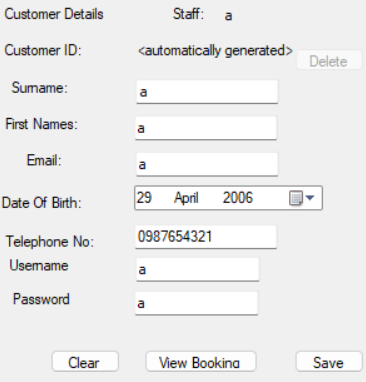 Customer Details Staff: a
Customer ID: <automatically generated> Delete
Surname: a
First Names: a
Email: a
Date Of Birth: 29 April 2006
Telephone No: 0987654321
Username a
Password a
Clear View Booking Save